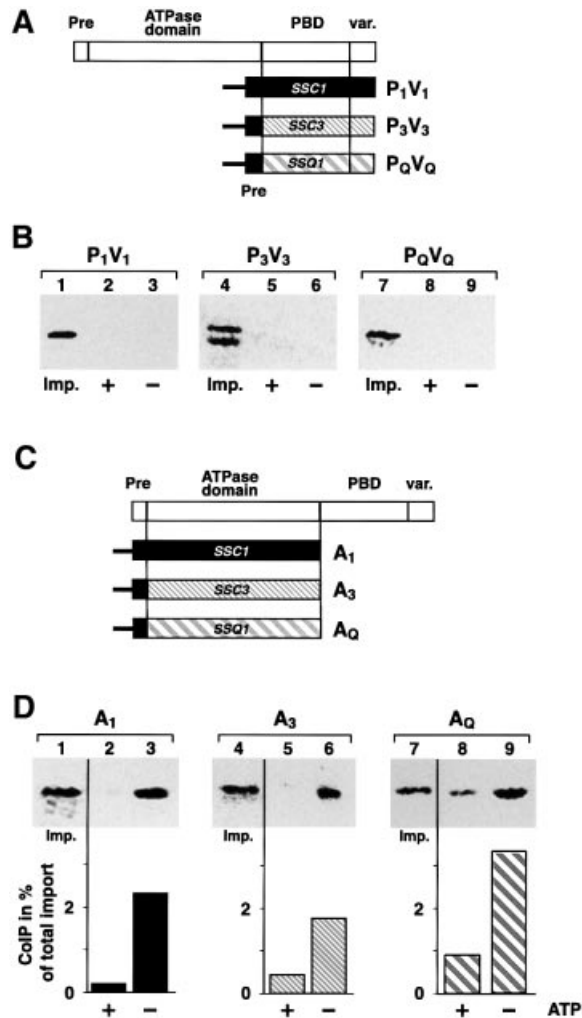 A
Pre ATPase domain PBD var.
SSC1 P1V1
SSC3 P3V3
SSQ1 PQVQ
Pre
B
P1V1 P3V3 PQVQ
1 2 3 4 5 6 7 8 9
Imp. + − Imp. + − Imp. + −
C
Pre ATPase domain PBD var.
SSC1 A1
SSC3 A3
SSQ1 AQ
D
A1 A3 AQ
1 2 3 4 5 6 7 8 9
Imp. Imp. Imp.
CoIP in %
of total import
2 2 2
0 0 0
+ − + − + − ATP